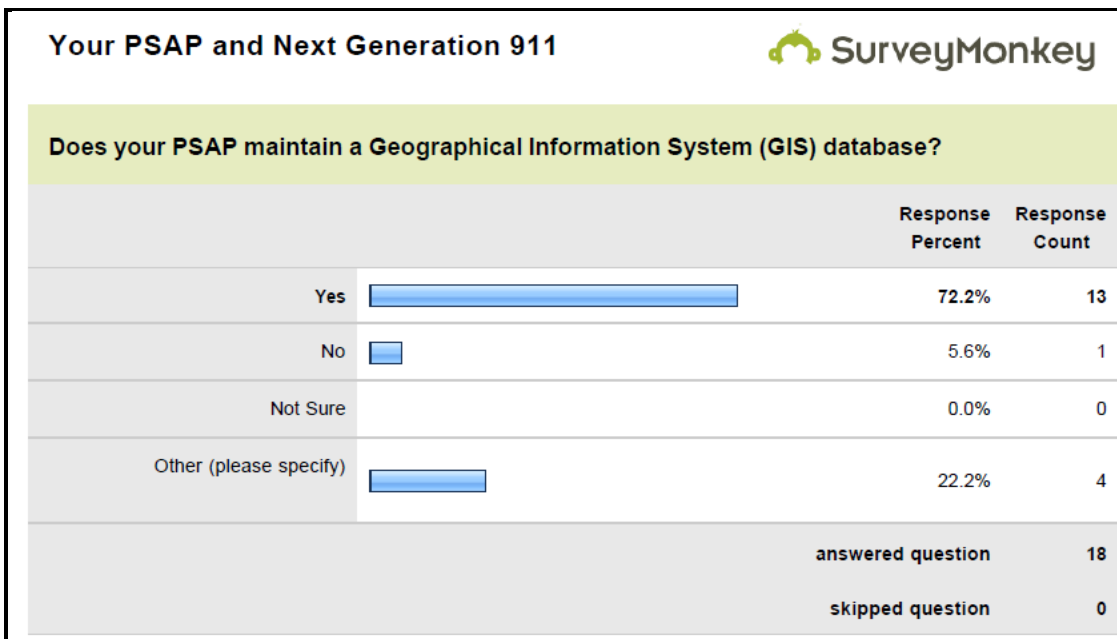 Your PSAP and Next Generation 911
SurveyMonkey
Does your PSAP maintain a Geographical Information System (GIS) database?
Response Percent Response Count
Yes 72.2% 13
No 5.6% 1
Not Sure 0.0% 0
Other (please specify) 22.2% 4
answered question 18
skipped question 0